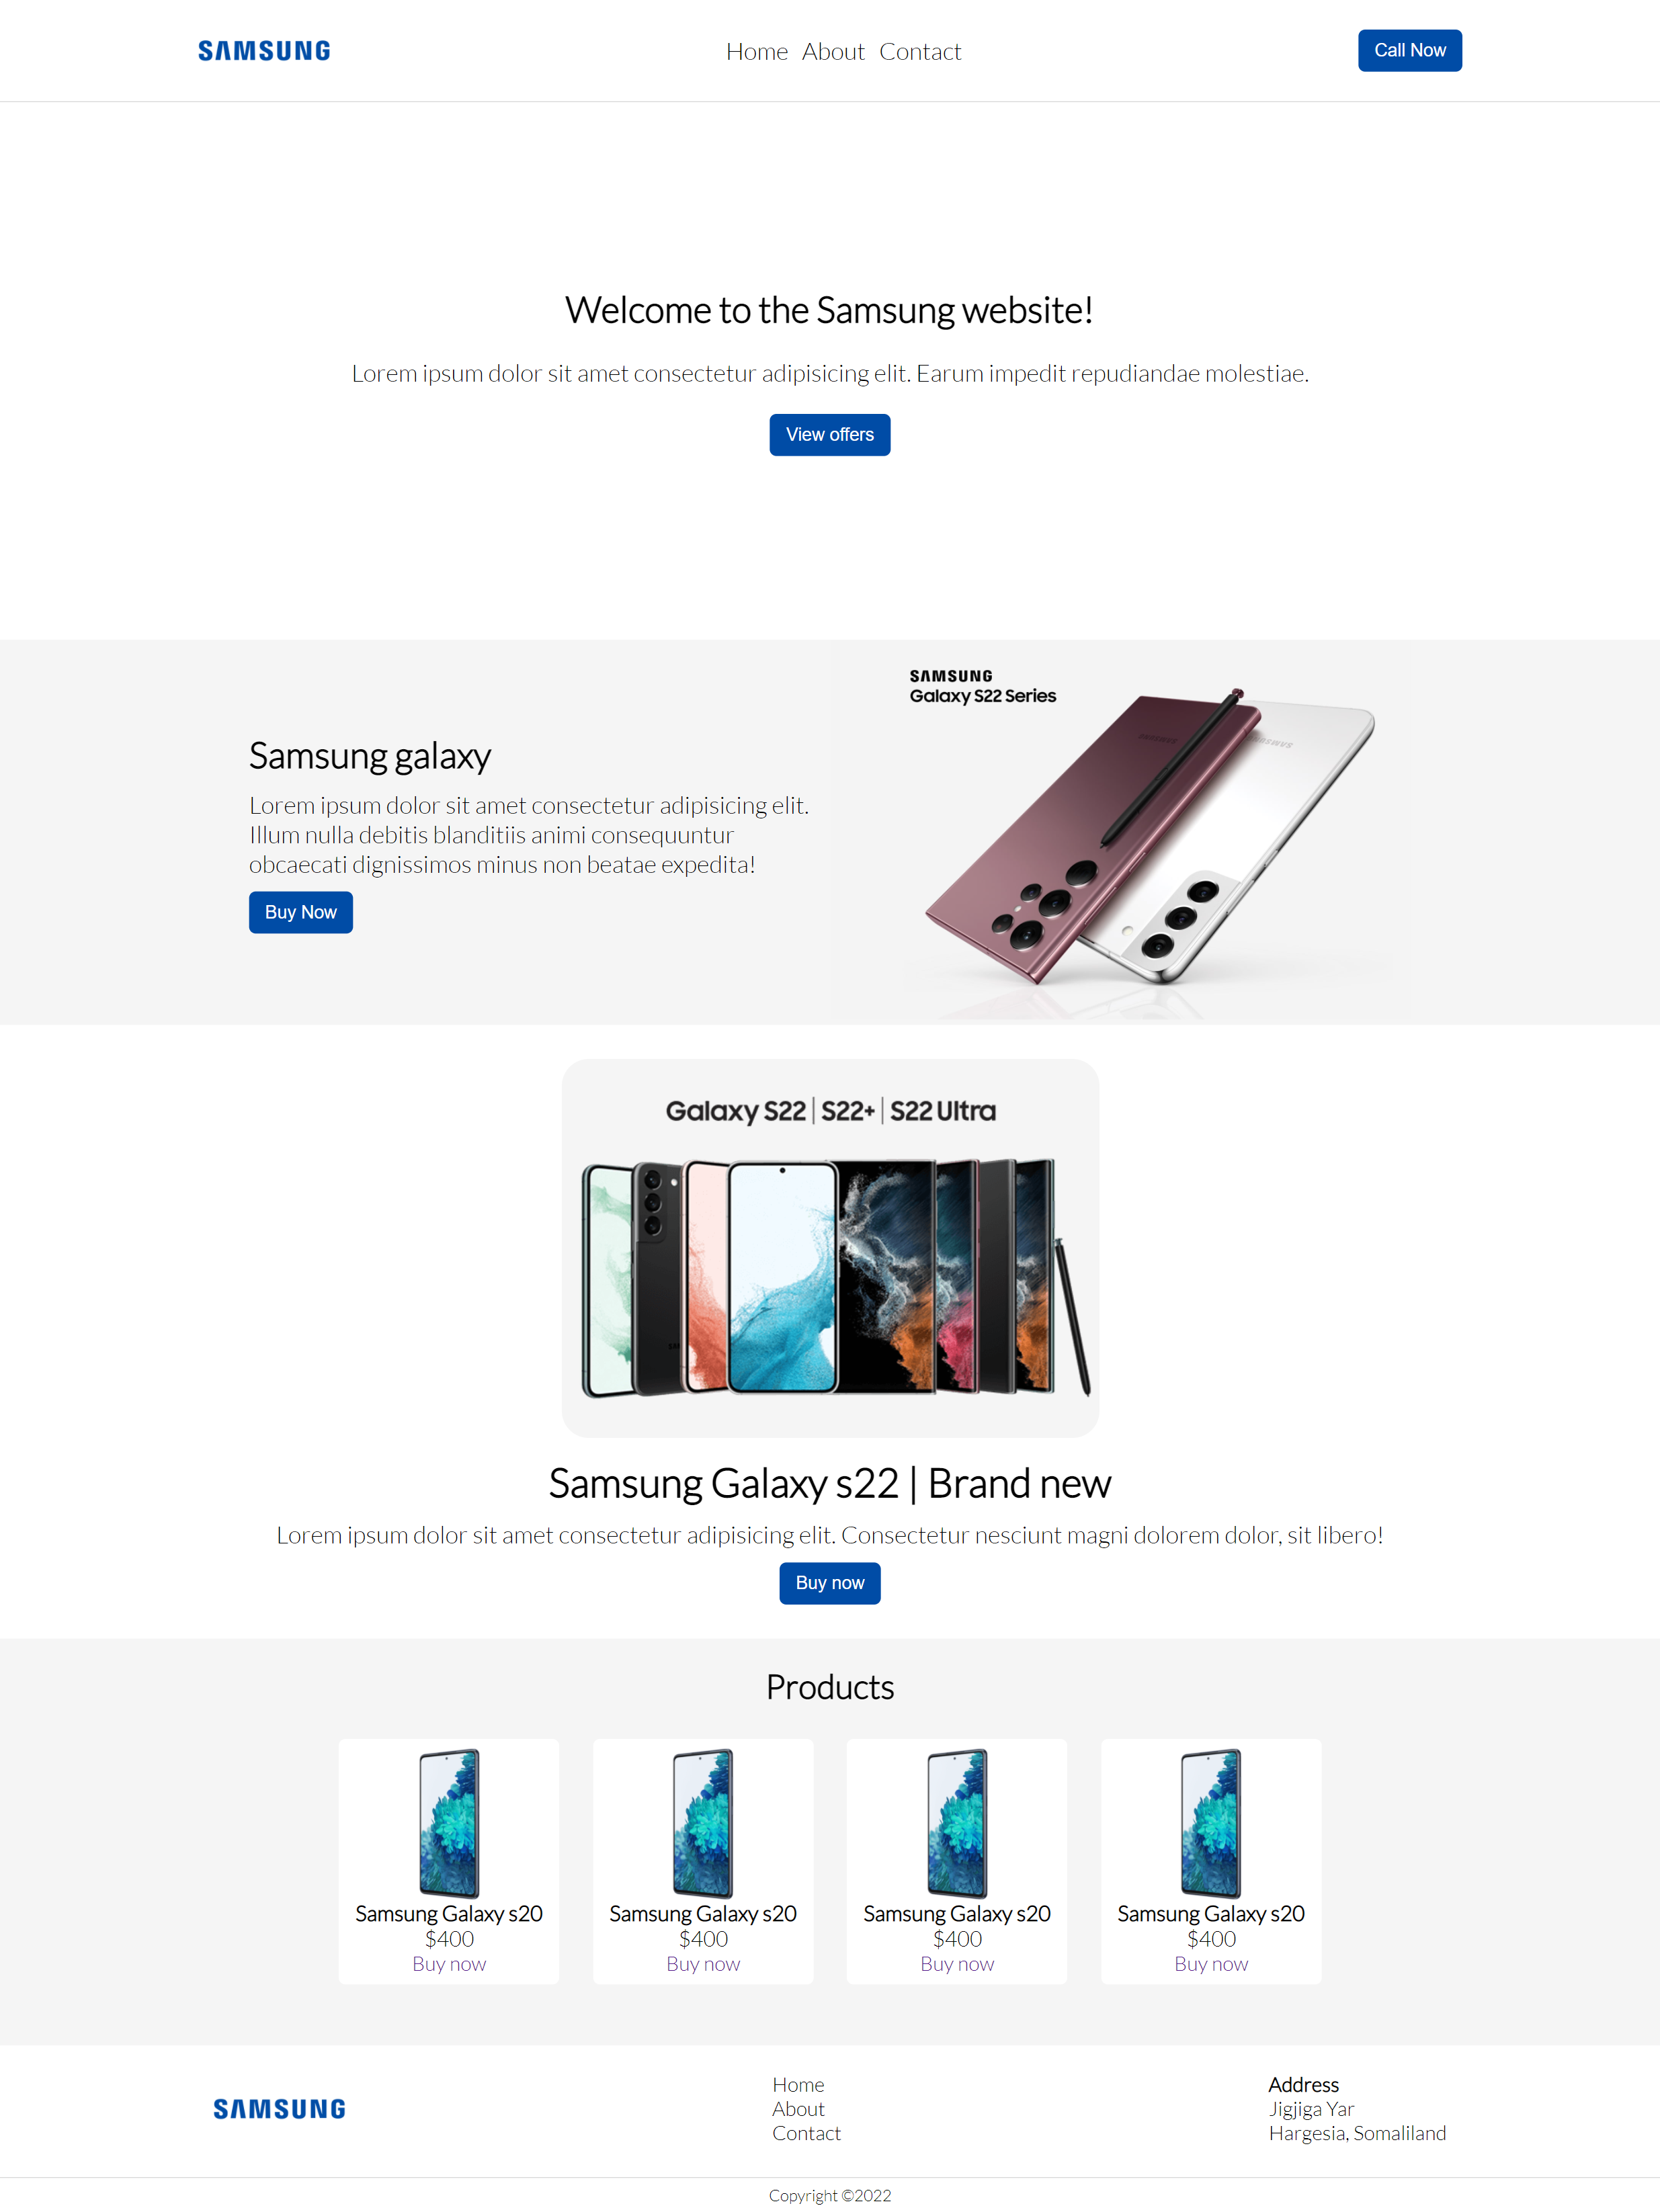 SAMSUNG
Home About Contact
Call Now
Welcome to the Samsung website!
Lorem ipsum dolor sit amet consectetur adipisicing elit. Earum impedit repudiandae molestiae.
View offers
SAMSUNG
Galaxy S22 Series
SAMSUNG
SAMSUNG
Samsung galaxy
Lorem ipsum dolor sit amet consectetur adipisicing elit.
Illum nulla debitis blanditiis animi consequuntur
obcaecati dignissimos minus non beatae expedita!
Buy Now
Galaxy S22 | S22+ | S22 Ultra
Samsung Galaxy s22 | Brand new
Lorem ipsum dolor sit amet consectetur adipisicing elit. Consectetur nesciunt magni dolorem dolor, sit libero!
Buy now
Products
Samsung Galaxy s20
$400
Buy now
Samsung Galaxy s20
$400
Buy now
Samsung Galaxy s20
$400
Buy now
Samsung Galaxy s20
$400
Buy now
SAMSUNG
Home
About
Contact
Address
Jigjiga Yar
Hargesia, Somaliland
Copyright ©2022